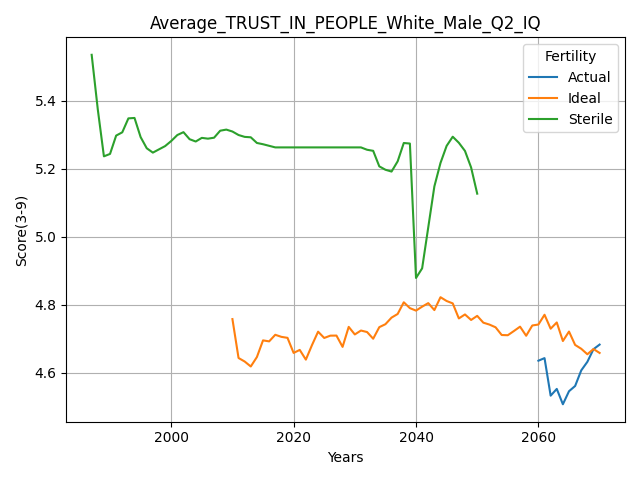 Average_TRUST_IN_PEOPLE_White_Male_Q2_IQ
Fertility
Actual
Ideal
Sterile
Score(3-9)
5.4
5.2
5.0
4.8
4.6
2000
2020
2040
2060
Years